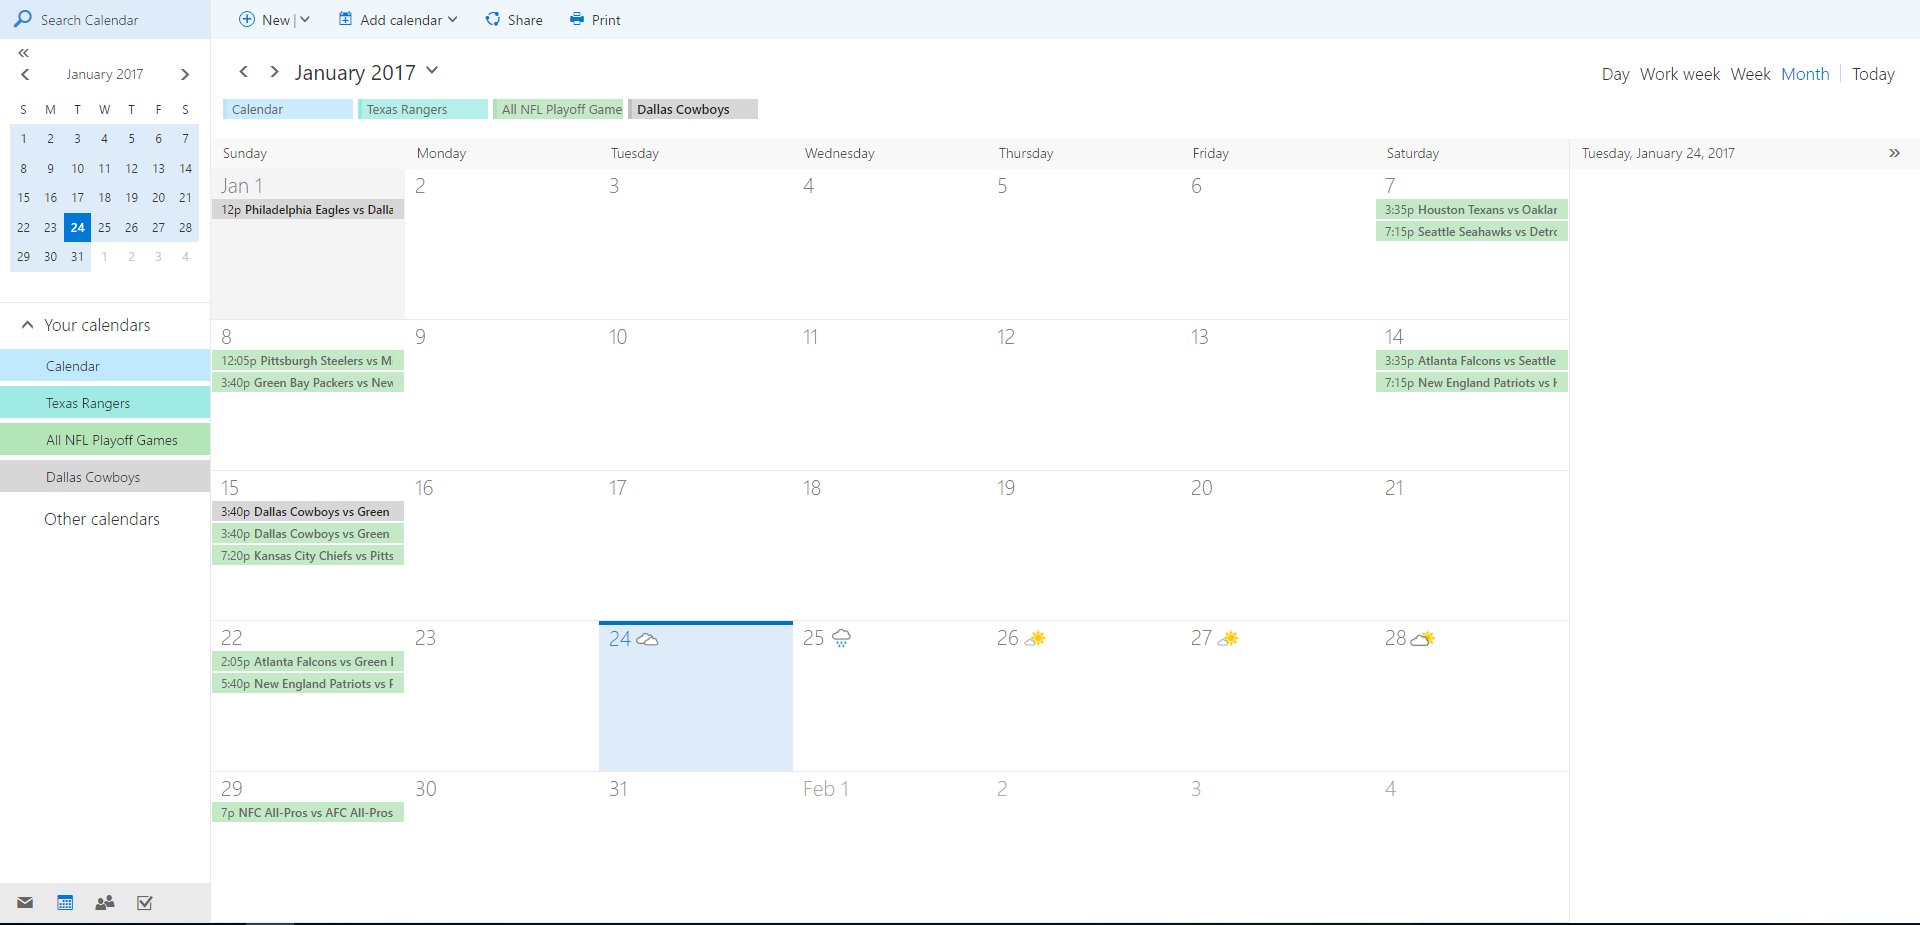 Search Calendar
New
Add calendar
Share
Print
January 2017
S M T W T F S
1 2 3 4 5 6 7
8 9 10 11 12 13 14
15 16 17 18 19 20 21
22 23 24 25 26 27 28
29 30 31 1 2 3 4
Your calendars
Calendar
Texas Rangers
All NFL Playoff Games
Dallas Cowboys
Other calendars
January 2017
Day Work week Week Month Today
Calendar Texas Rangers All NFL Playoff Game Dallas Cowboys
Sunday Monday Tuesday Wednesday Thursday Friday Saturday
Tuesday, January 24, 2017
Jan 1 2 3 4 5 6 7
12p Philadelphia Eagles vs Dalla
3:35p Houston Texans vs Oaklar
7:15p Seattle Seahawks vs Detro
8 9 10 11 12 13 14
12:05p Pittsburgh Steelers vs M
3:40p Green Bay Packers vs New
3:35p Atlanta Falcons vs Seattle
7:15p New England Patriots vs
15 16 17 18 19 20 21
3:40p Dallas Cowboys vs Green
3:40p Dallas Cowboys vs Green
7:20p Kansas City Chiefs vs Pitts
22 23 24 25 26 27 28
2:05p Atlanta Falcons vs Green
5:40p New England Patriots vs
29 30 31 Feb 1 2 3 4
7p NFC All-Pros vs AFC All-Pros